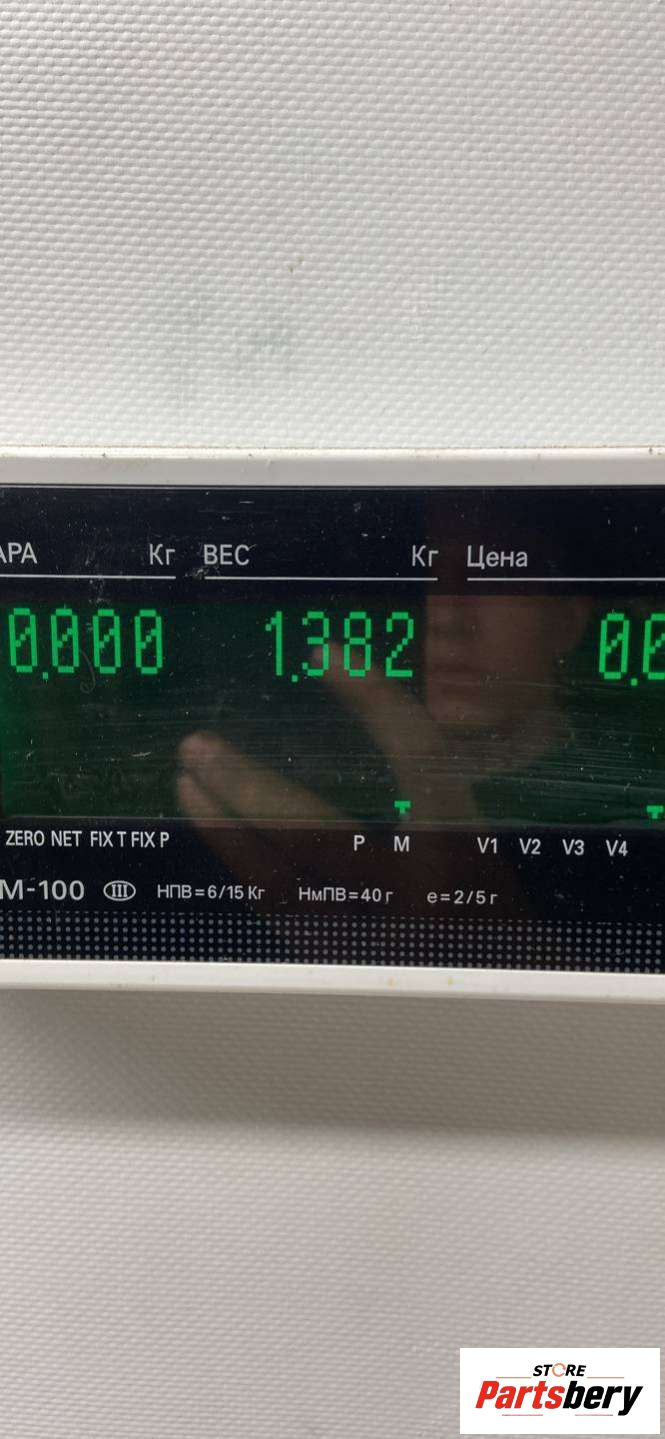 АРА Кг ВЕС Кг Цена
0.000 1.382 0.0
ZERO NET FIX T FIX P P M V1 V2 V3 V4
М-100 III НПВ=6/15 Кг НмПВ=40 г е=2/5 г
STORE
Partsbery